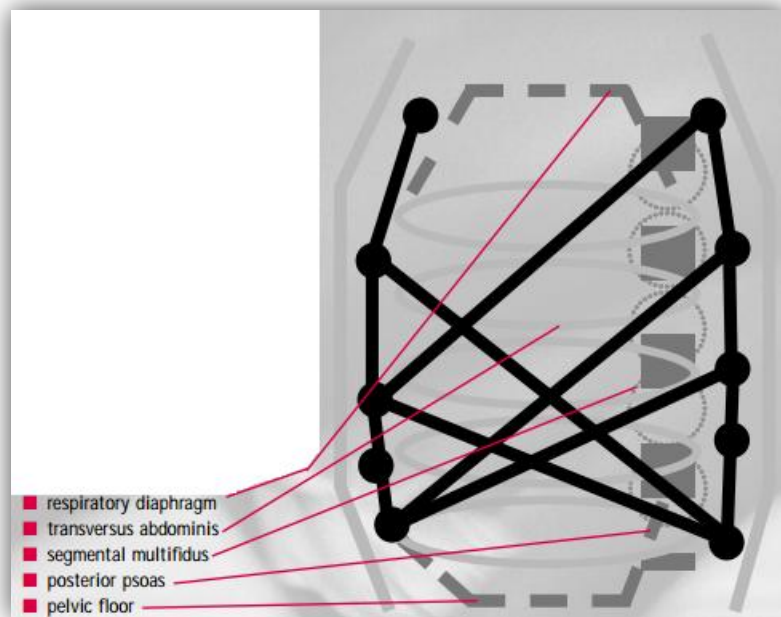 respiratory diaphragm
transversus abdominis
segmental multifidus
posterior psoas
pelvic floor